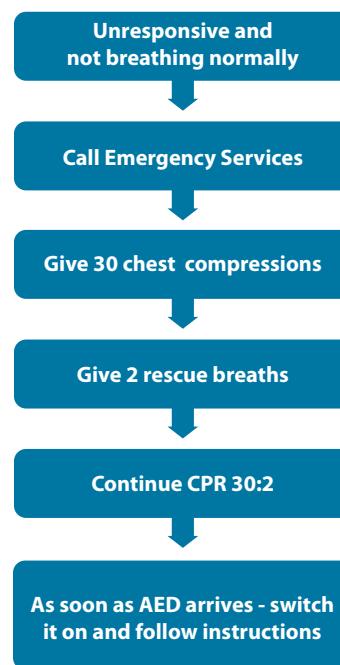 Unresponsive and
not breathing normally
Call Emergency Services
Give 30 chest compressions
Give 2 rescue breaths
Continue CPR 30:2
As soon as AED arrives - switch
it on and follow instructions